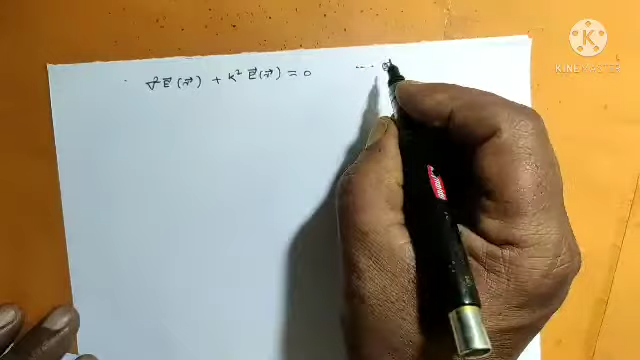 ∇²E⃗(r⃗) + k² E⃗(r⃗) = 0 ...
KINEMASTER